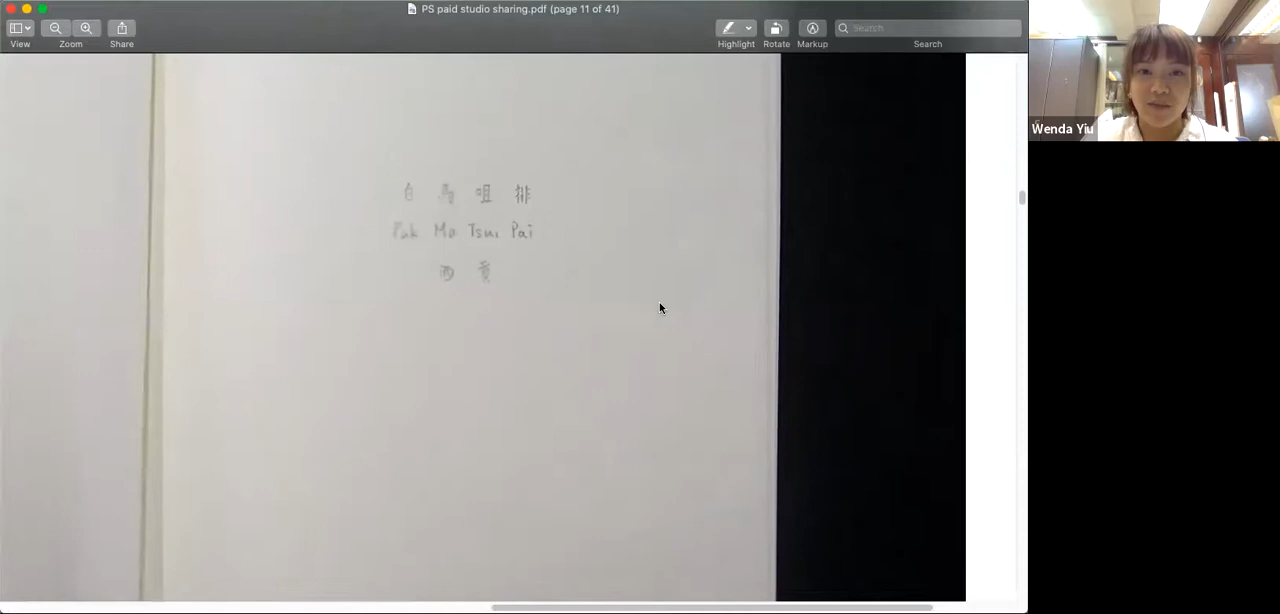 PS paid studio sharing.pdf (page 11 of 41)
View
Zoom
Share
Highlight
Rotate
Markup
Search
Search
白 馬 咀 排
Pak Ma Tsui Pai
西 貢
Wenda Yiu